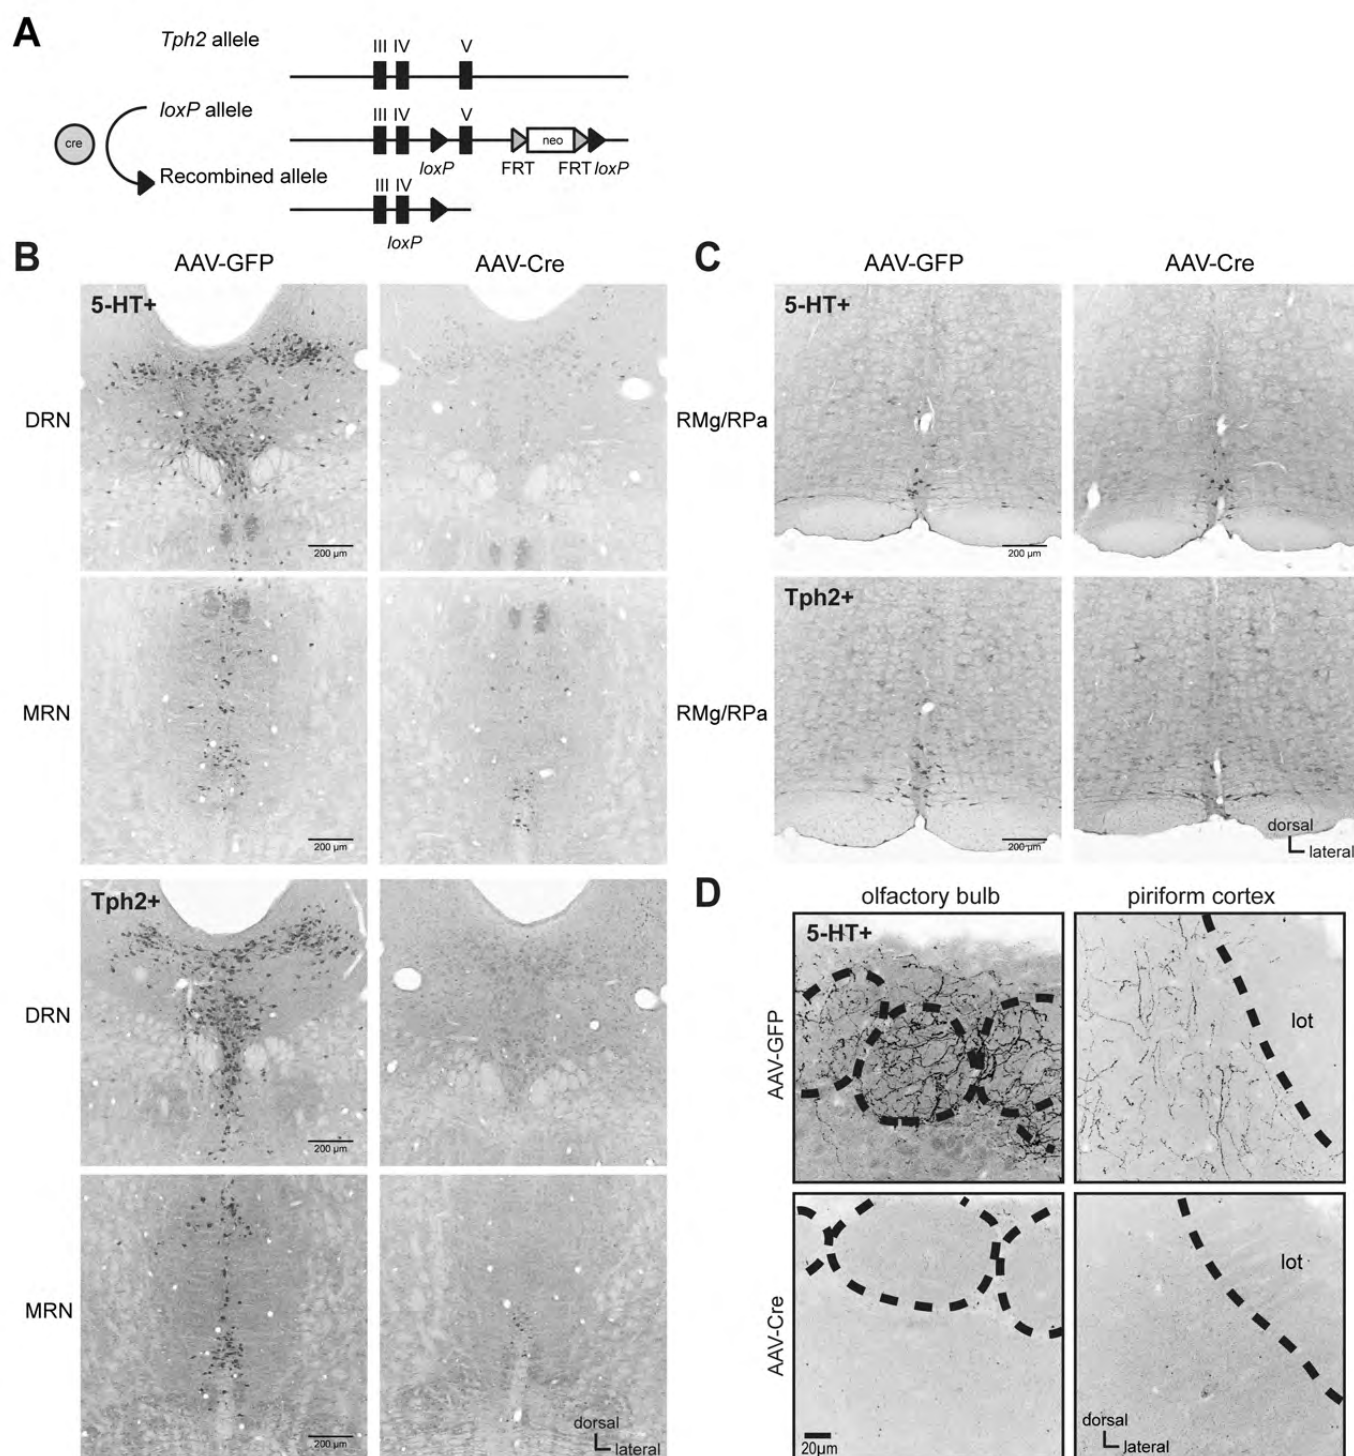 A
Tph2 allele
III IV V
loxP allele
III IV V
cre
neo
loxP FRT FRT loxP
Recombined allele
III IV
loxP
B
AAV-GFP AAV-Cre
5-HT+
DRN
200 µm
MRN
200 µm
Tph2+
DRN
200 µm
MRN
200 µm
dorsal
lateral
C
AAV-GFP AAV-Cre
5-HT+
RMg/RPa
200 µm
Tph2+
RMg/RPa
200 µm
dorsal
lateral
D
olfactory bulb piriform cortex
5-HT+
AAV-GFP
lot
AAV-Cre
lot
20µm
dorsal
lateral